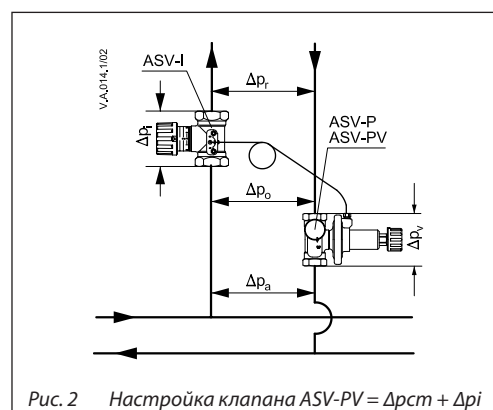 V.A.014.1/02
ASV-I
Δpᵣ
ASV-P
ASV-PV
Δpᵢ
Δpₒ
Δpᵥ
Δpₐ
Рис. 2 Настройка клапана ASV-PV = Δpcm + Δpi